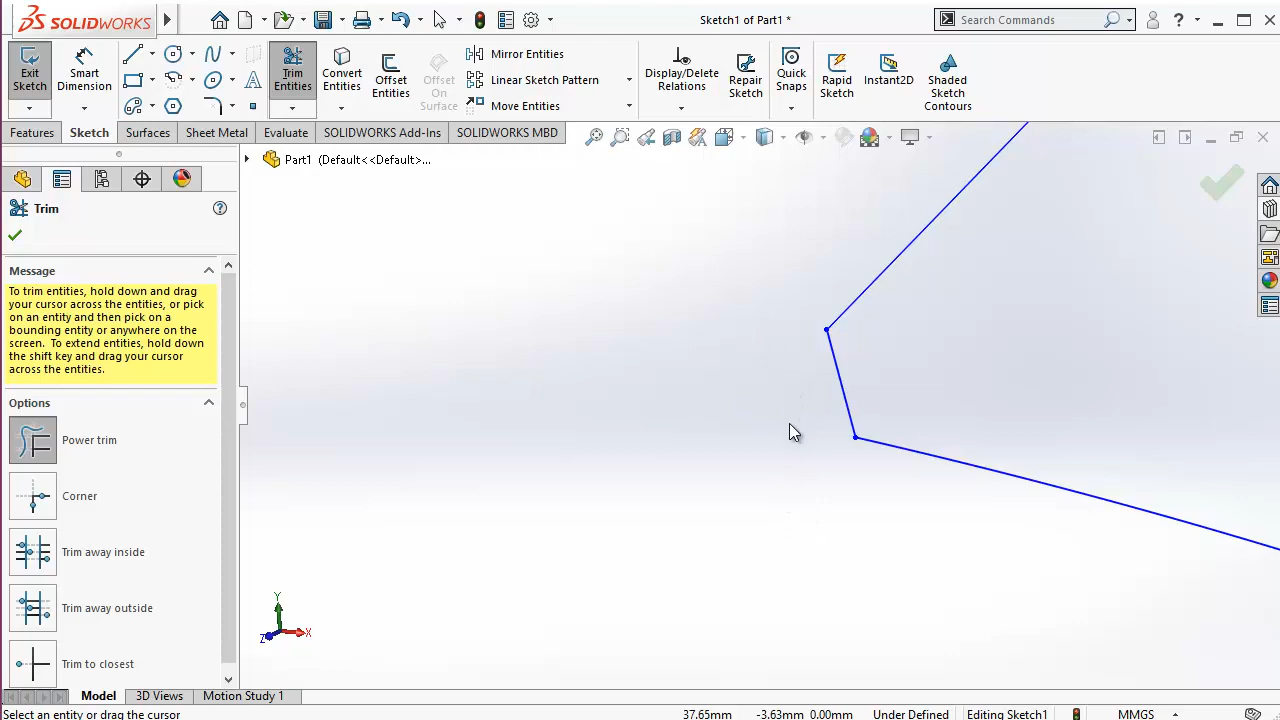 SOLIDWORKS
Sketch1 of Part1 *
Search Commands
?
Exit Sketch
Smart Dimension
Trim Entities
Convert Entities
Offset Entities
Offset On Surface
Mirror Entities
Linear Sketch Pattern
Move Entities
Display/Delete Relations
Repair Sketch
Quick Snaps
Rapid Sketch
Instant2D
Shaded Sketch Contours
Features
Sketch
Surfaces
Sheet Metal
Evaluate
SOLIDWORKS Add-Ins
SOLIDWORKS MBD
Part1 (Default<<Default>...
Trim
?
Message
To trim entities, hold down and drag
your cursor across the entities, or pick
on an entity and then pick on a
bounding entity or anywhere on the
screen. To extend entities, hold down
the shift key and drag your cursor
across the entities.
Options
Power trim
Corner
Trim away inside
Trim away outside
Trim to closest
Y
Z
X
Model
3D Views
Motion Study 1
Select an entity or drag the cursor
37.65mm
-3.63mm
0.00mm
Under Defined
Editing Sketch1
MMGS